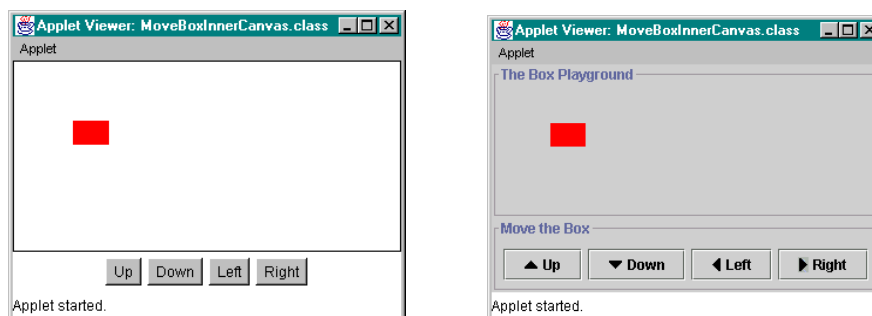 Applet Viewer: MoveBoxInnerCanvas.class
Applet
Up Down Left Right
Applet started.
Applet Viewer: MoveBoxInnerCanvas.class
Applet
The Box Playground
Move the Box
Up Down Left Right
Applet started.